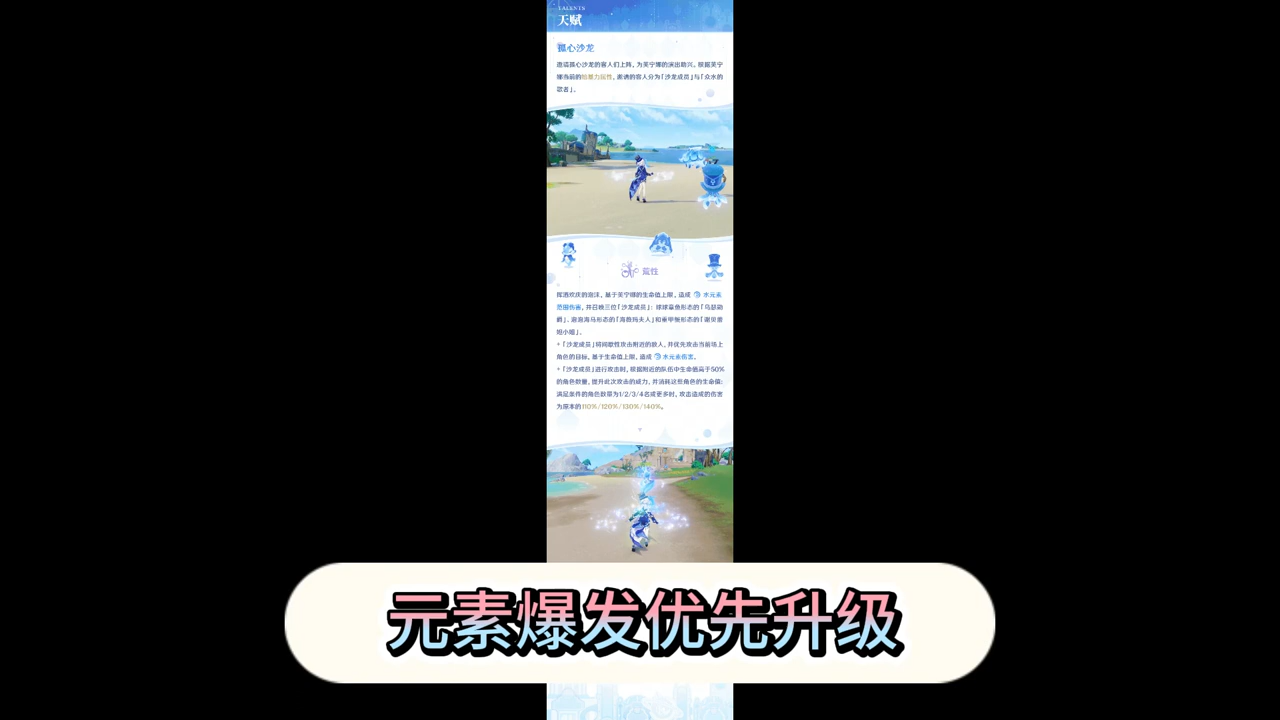 TALENTS
天赋
孤心沙龙
邀请孤心沙龙的客人们上阵，为芙宁娜的演出助兴。根据芙宁
娜当前的始基力属性，邀请的客人分为「沙龙成员」与「众水的
歌者」。
荒性
挥洒欢庆的泡沫，基于芙宁娜的生命值上限，造成 水元素
范围伤害，并召唤三位「沙龙成员」：球球章鱼形态的「乌瑟勋
爵」、泡泡海马形态的「海薇玛夫人」和重甲蟹形态的「谢贝蕾
妲小姐」。
「沙龙成员」将间歇性攻击附近的敌人，并优先攻击当前场上
角色的目标，基于生命值上限，造成 水元素伤害。
「沙龙成员」进行攻击时，根据附近的队伍中生命值高于50%
的角色数量，提升此次攻击的威力，并消耗这些角色的生命值：
满足条件的角色数量为1/2/3/4名或更多时，攻击造成的伤害
为原本的110%/120%/130%/140%。
元素爆发优先升级